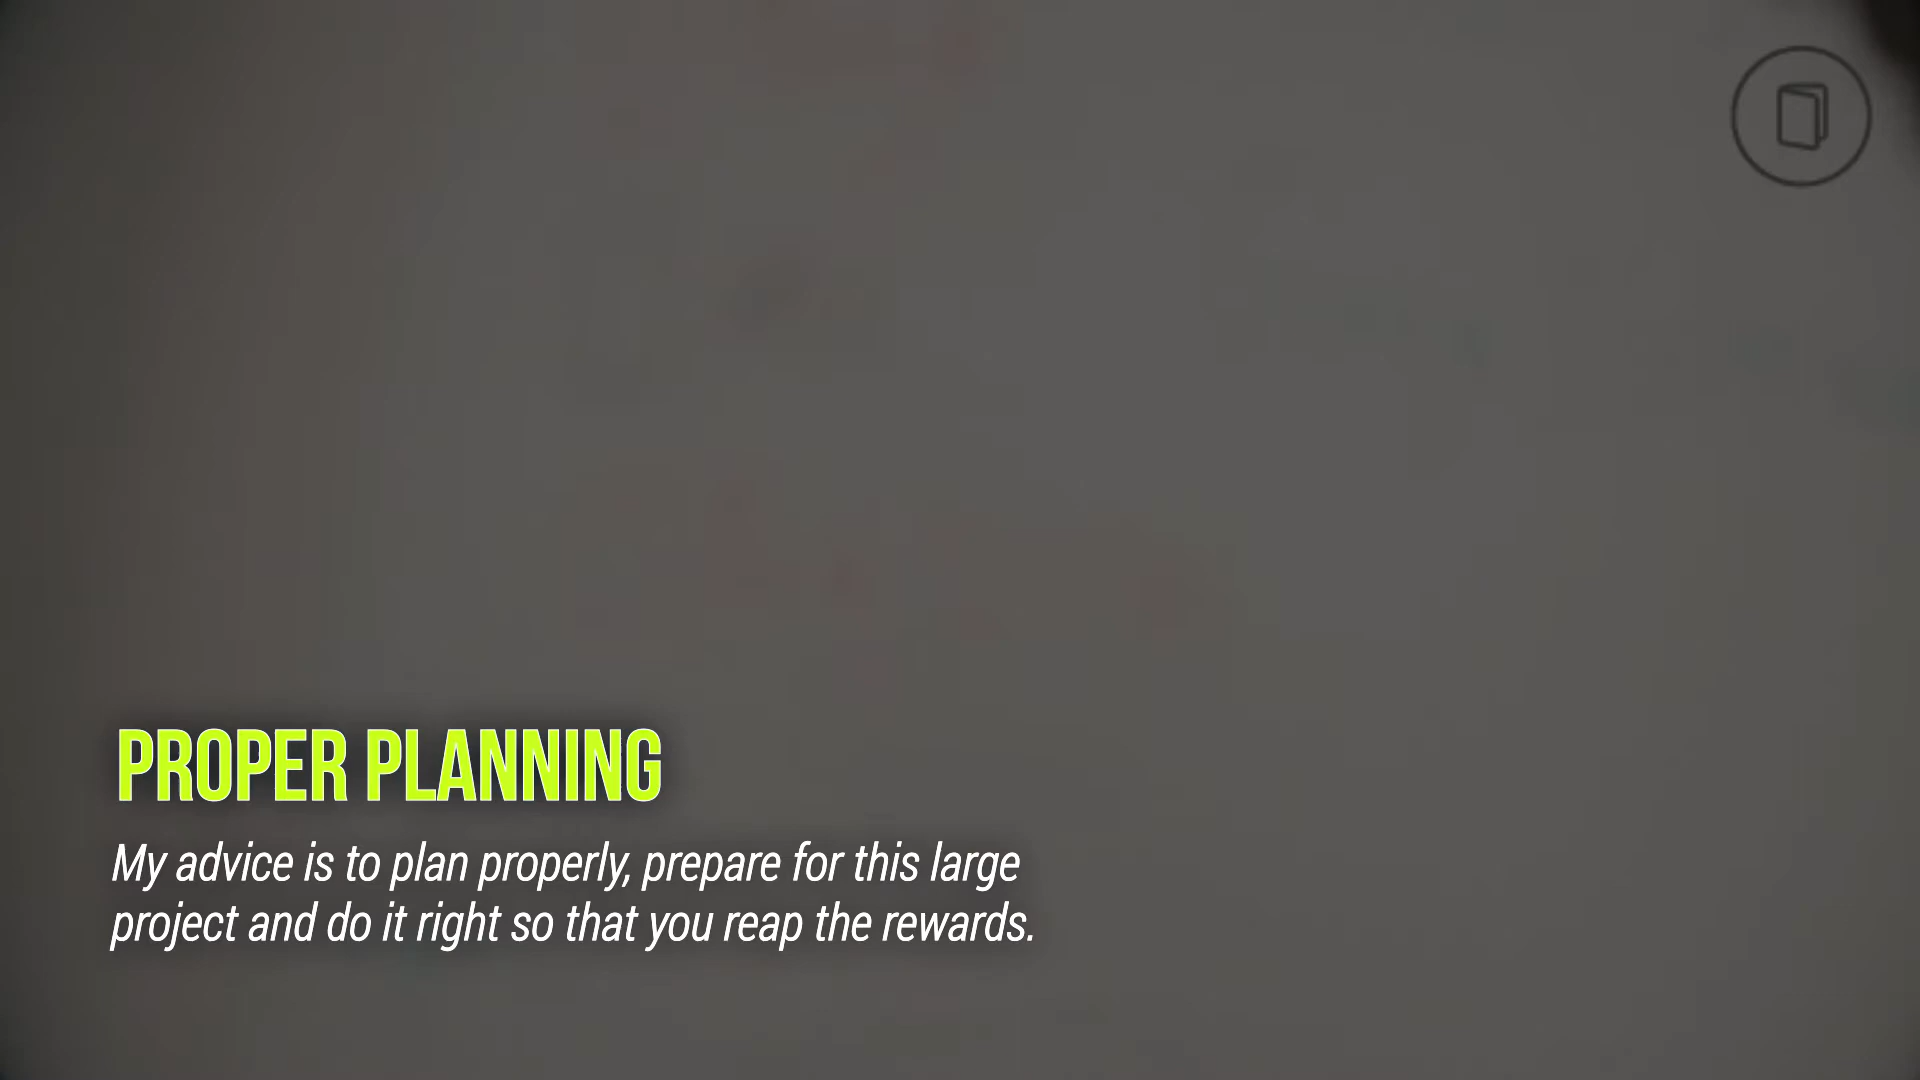 PROPER PLANNING
My advice is to plan properly, prepare for this large
project and do it right so that you reap the rewards.